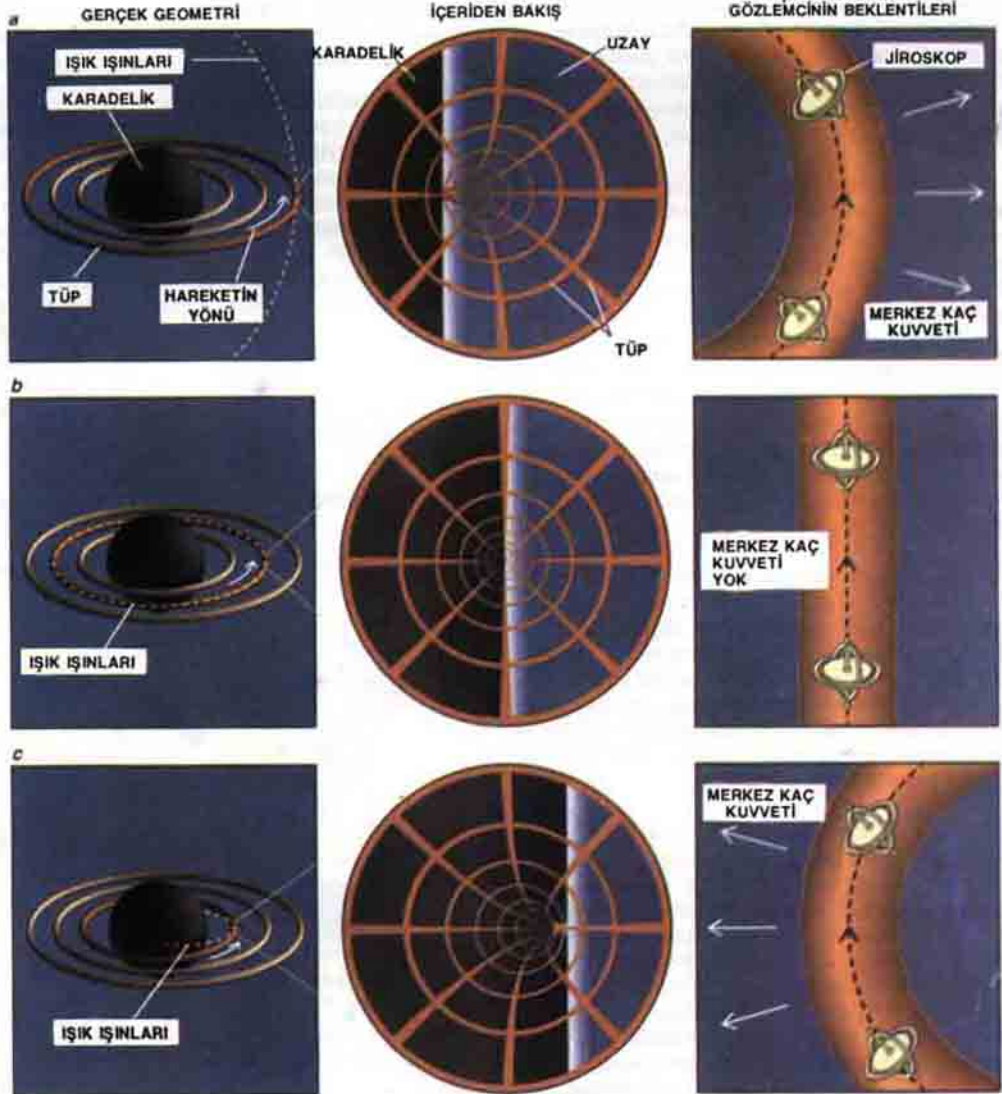 GERÇEK GEOMETRİ
İÇERİDEN BAKIŞ
GÖZLEMCİNİN BEKLENTİLERİ
a
IŞIK IŞINLARI
KARADELİK
TÜP
HAREKETİN
YÖNÜ
KARADELİK
UZAY
TÜP
JİROSKOP
MERKEZ KAÇ
KUVVETİ
b
IŞIK IŞINLARI
MERKEZ KAÇ
KUVVETİ
YOK
c
IŞIK IŞINLARI
MERKEZ KAÇ
KUVVETİ